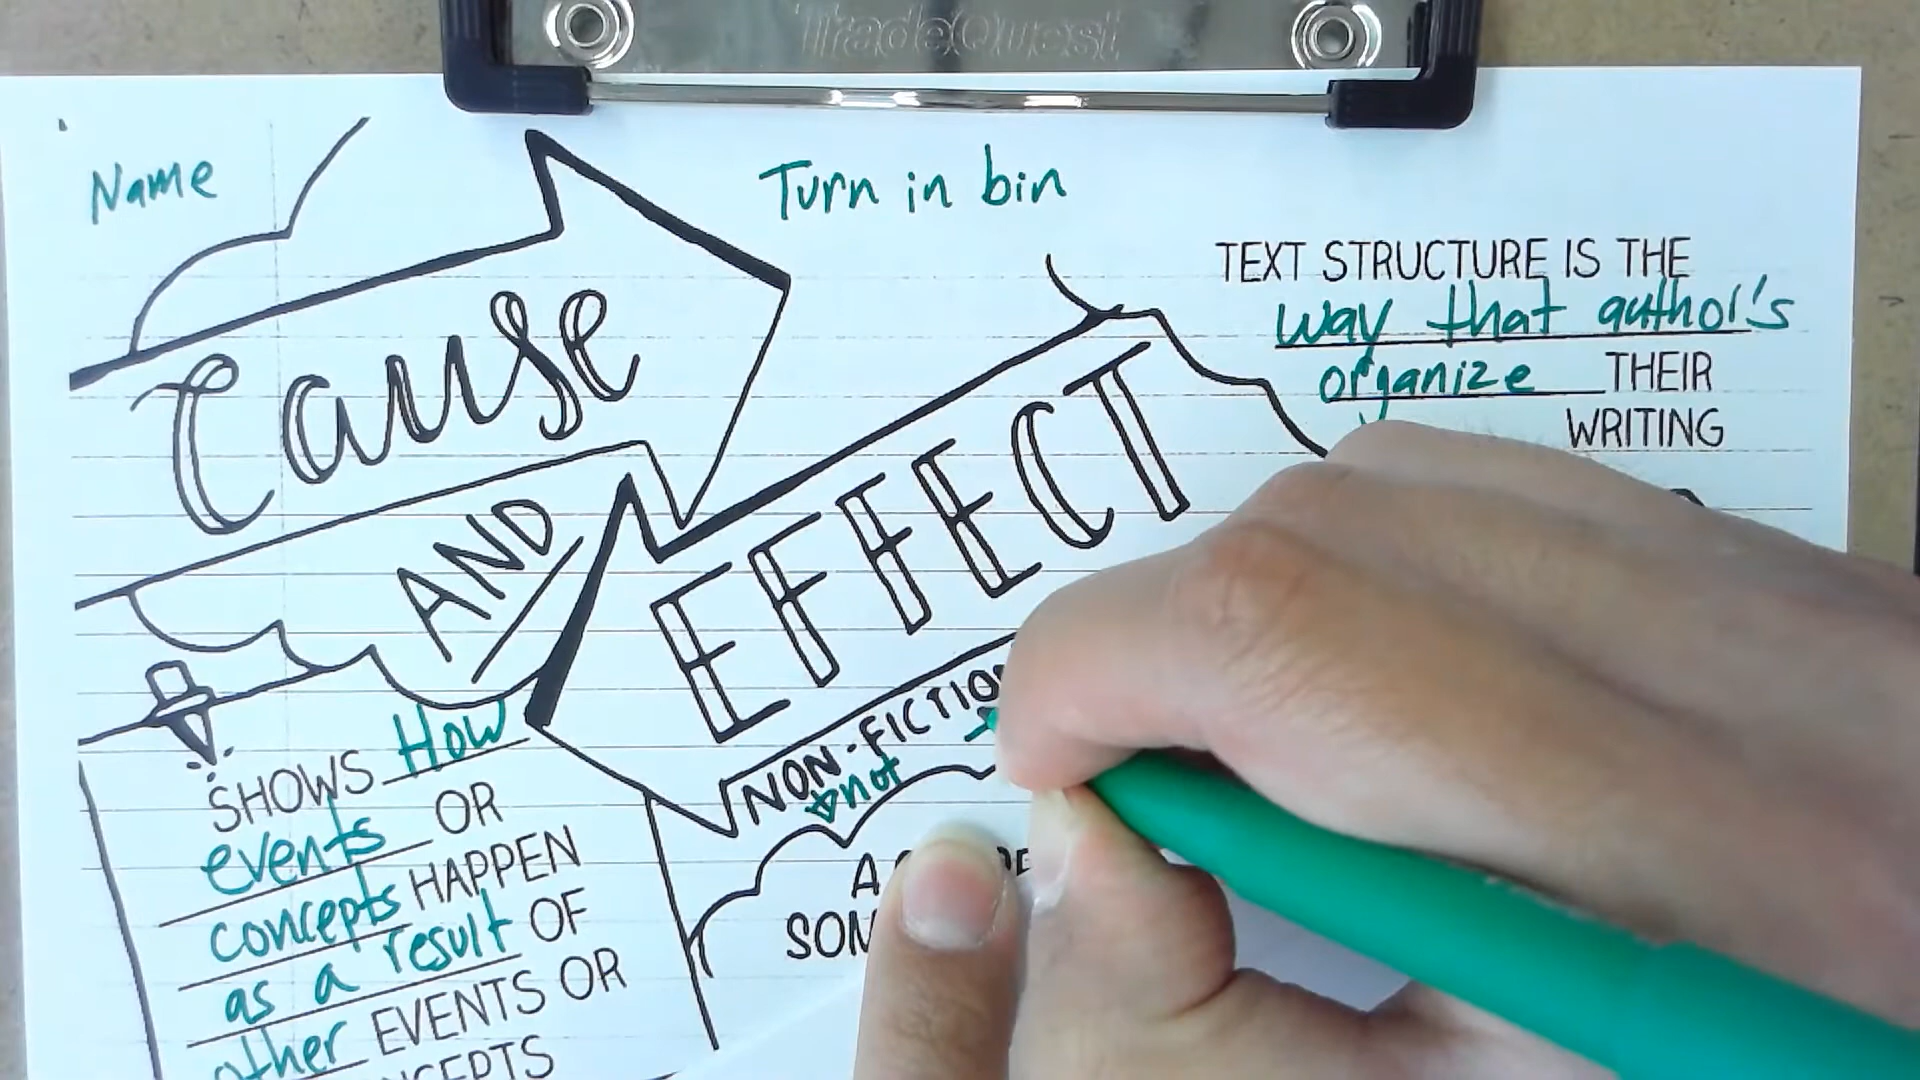 TradeQuest
Name
Turn in bin
TEXT STRUCTURE IS THE
way that author's
organize THEIR
WRITING
Cause
AND
EFFECT
NON-FICTION
not
SHOWS How
events OR
concepts HAPPEN
as a result OF
other EVENTS OR
A